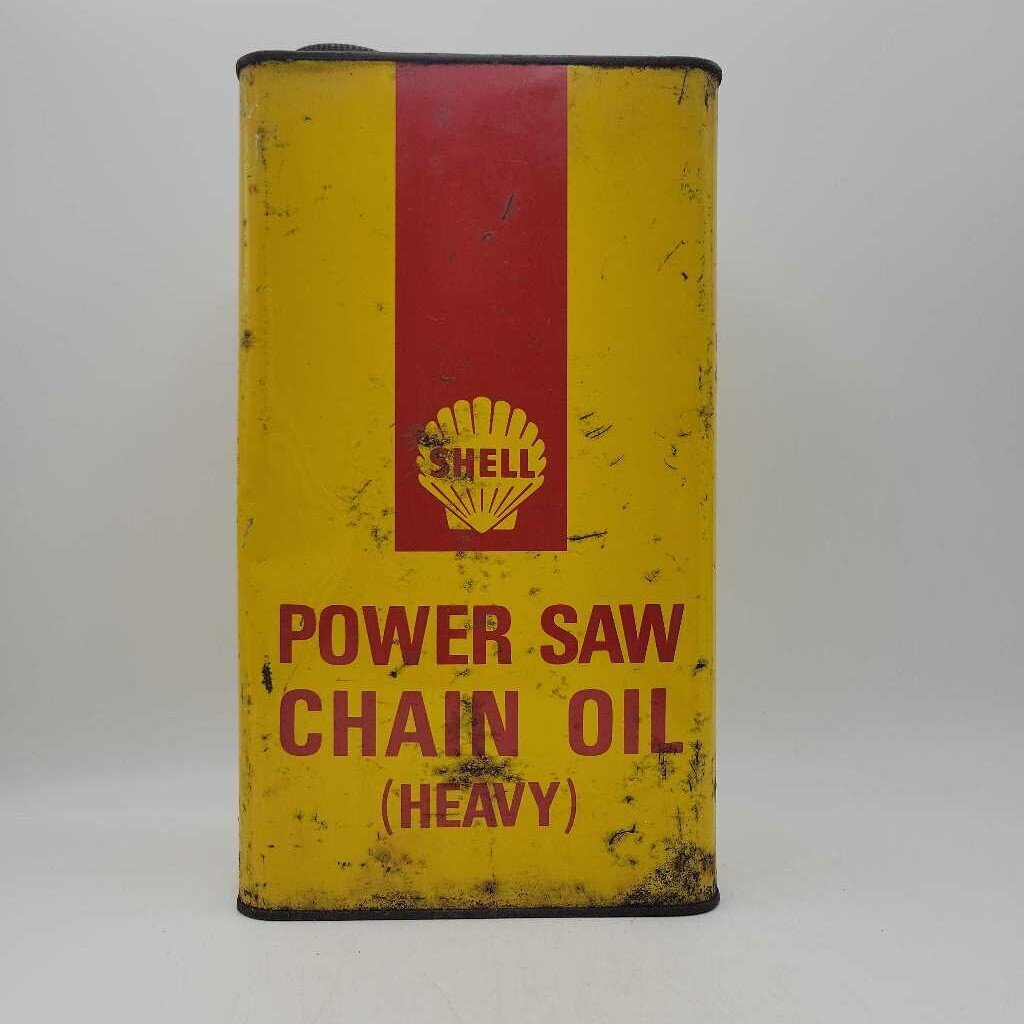 SHELL
POWER SAW
CHAIN OIL
(HEAVY)